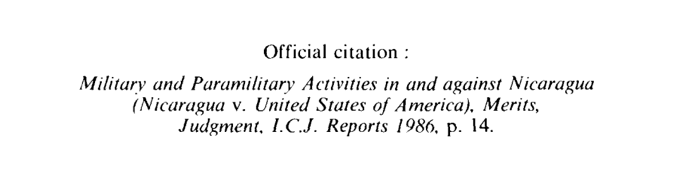 Official citation :
Military and Paramilitary Activities in and against Nicaragua
(Nicaragua v. United States of America), Merits,
Judgment, I.C.J. Reports 1986, p. 14.